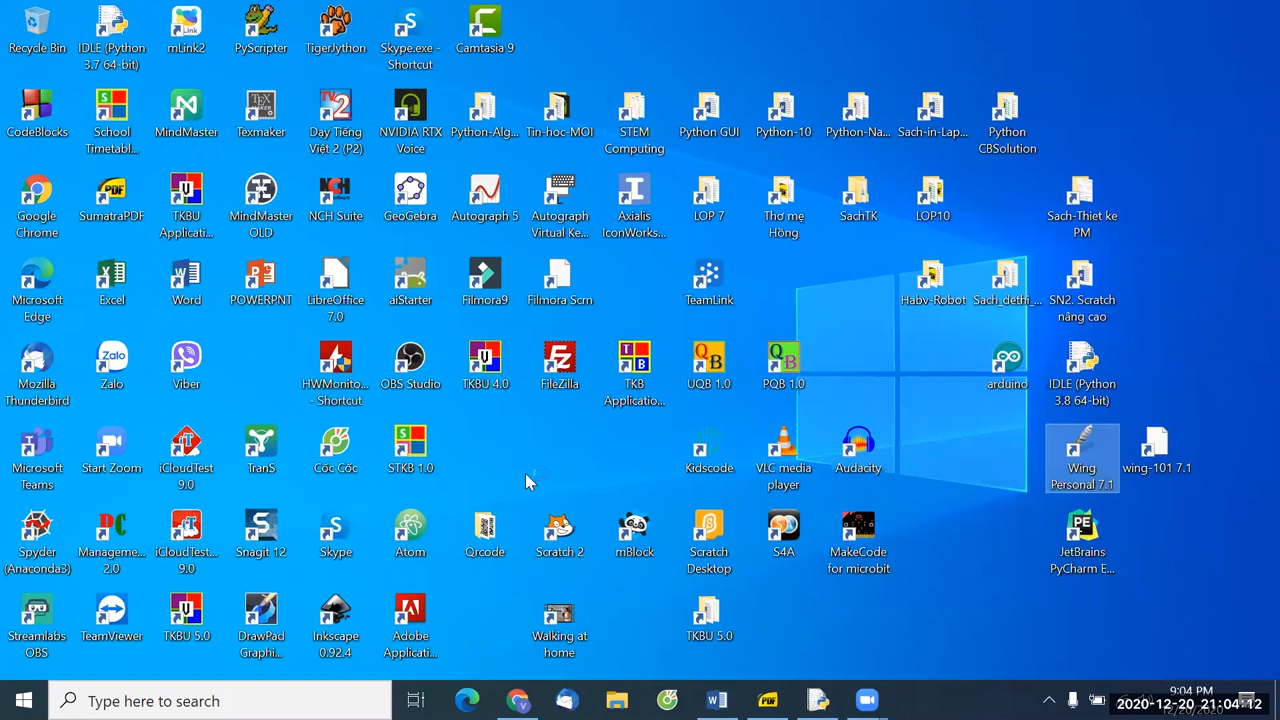 Recycle Bin
IDLE (Python
3.7 64-bit)
mLink2
PyScripter
TigerJython
Skype.exe -
Shortcut
Camtasia 9
CodeBlocks
School
Timetabl...
MindMaster
Texmaker
Dạy Tiếng
Việt 2 (P2)
NVIDIA RTX
Voice
Python-Alg...
Tin-hoc-MOI
STEM
Computing
Python GUI
Python-10
Python-Na...
Sach-in-Lap...
Python
CBSolution
Google
Chrome
SumatraPDF
TKBU
Applicati...
MindMaster
OLD
NCH Suite
GeoGebra
Autograph 5
Autograph
Virtual Ke...
Axialis
IconWorks...
LOP 7
Thơ mẹ
Hồng
SachTK
LOP10
Sach-Thiet ke
PM
Microsoft
Edge
Excel
Word
POWERPNT
LibreOffice
7.0
aiStarter
Filmora9
Filmora Scrn
TeamLink
Habv-Robot
Sach_dethi_...
SN2. Scratch
nâng cao
Mozilla
Thunderbird
Zalo
Viber
HWMonito...
- Shortcut
OBS Studio
TKBU 4.0
FileZilla
TKB
Applicatio...
UQB 1.0
PQB 1.0
arduino
IDLE (Python
3.8 64-bit)
Microsoft
Teams
Start Zoom
iCloudTest
9.0
TranS
Cốc Cốc
STKB 1.0
Kidscode
VLC media
player
Audacity
Wing
Personal 7.1
wing-101 7.1
Spyder
(Anaconda3)
Manageme...
2.0
iCloudTest...
9.0
Snagit 12
Skype
Atom
Qrcode
Scratch 2
mBlock
Scratch
Desktop
S4A
MakeCode
for microbit
JetBrains
PyCharm E...
Streamlabs
OBS
TeamViewer
TKBU 5.0
DrawPad
Graphi...
Inkscape
0.92.4
Adobe
Applicati...
Walking at
home
TKBU 5.0
Type here to search
9:04 PM
2020-12-20 21:04:12
12/20/2020